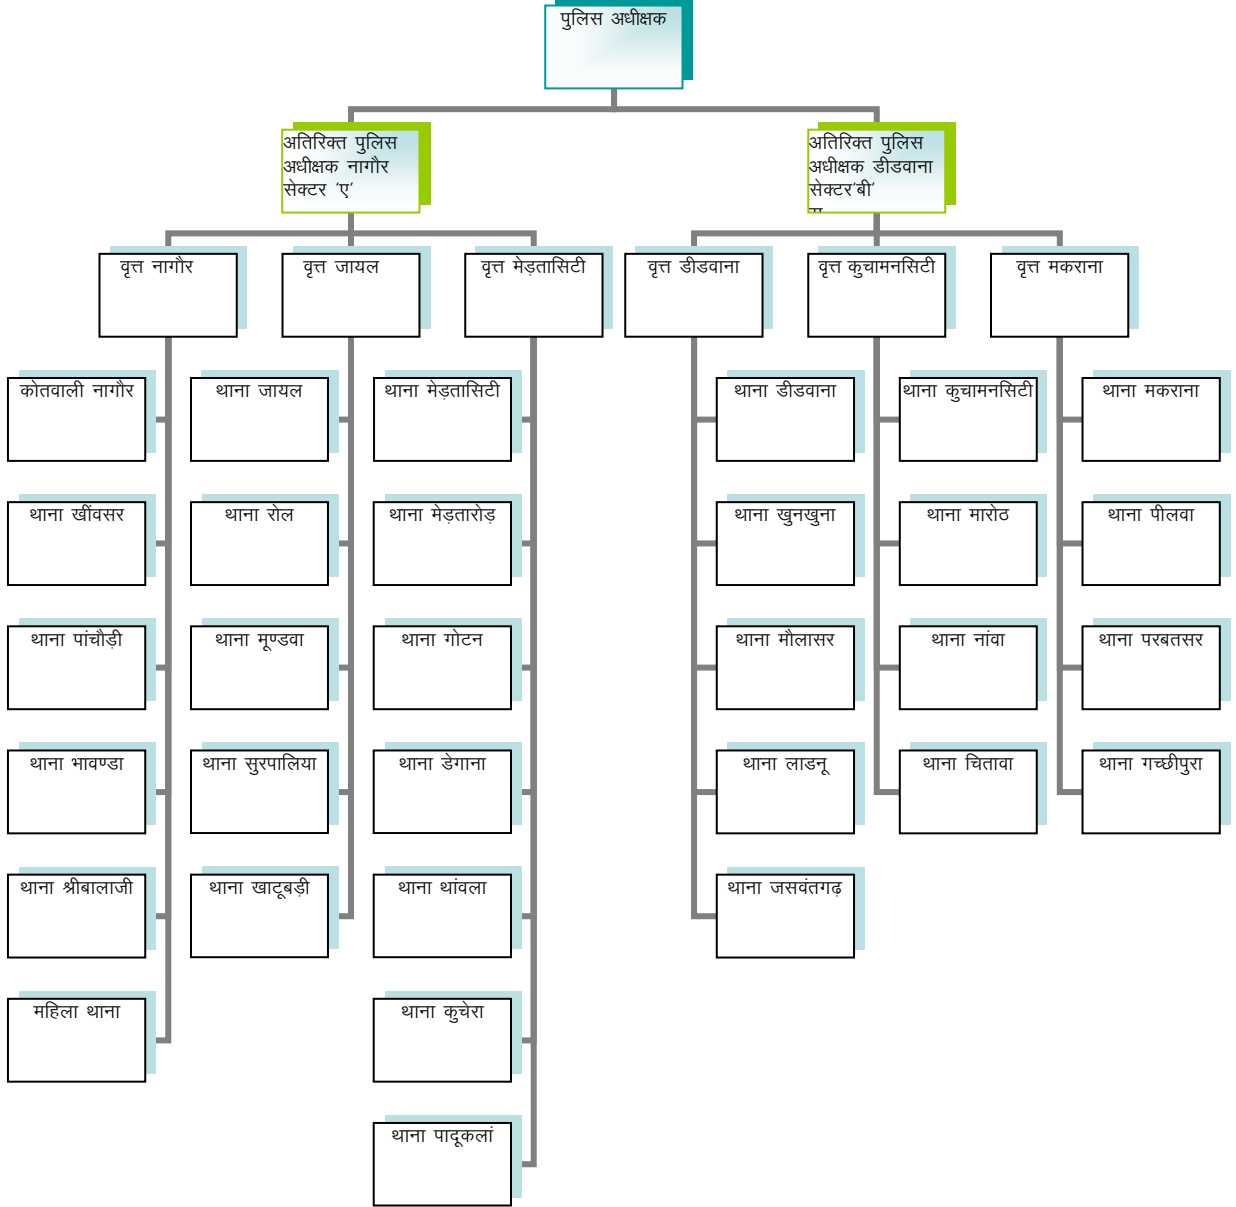 पुलिस अधीक्षक
अतिरिक्त पुलिस
अधीक्षक नागौर
सेक्टर 'ए'
अतिरिक्त पुलिस
अधीक्षक डीडवाना
सेक्टर'बी'
वृत्त नागौर
वृत्त जायल
वृत्त मेड़तासिटी
वृत्त डीडवाना
वृत्त कुचामनसिटी
वृत्त मकराना
कोतवाली नागौर
थाना जायल
थाना मेड़तासिटी
थाना डीडवाना
थाना कुचामनसिटी
थाना मकराना
थाना खींवसर
थाना रोल
थाना मेड़तारोड़
थाना खुनखुना
थाना मारोठ
थाना पीलवा
थाना पांचौड़ी
थाना मूण्डवा
थाना गोटन
थाना मौलासर
थाना नांवा
थाना परबतसर
थाना भावण्डा
थाना सुरपालिया
थाना डेगाना
थाना लाडनू
थाना चितावा
थाना गच्छीपुरा
थाना श्रीबालाजी
थाना खाटूबड़ी
थाना थांवला
थाना जसवंतगढ़
महिला थाना
थाना कुचेरा
थाना पादूकलां